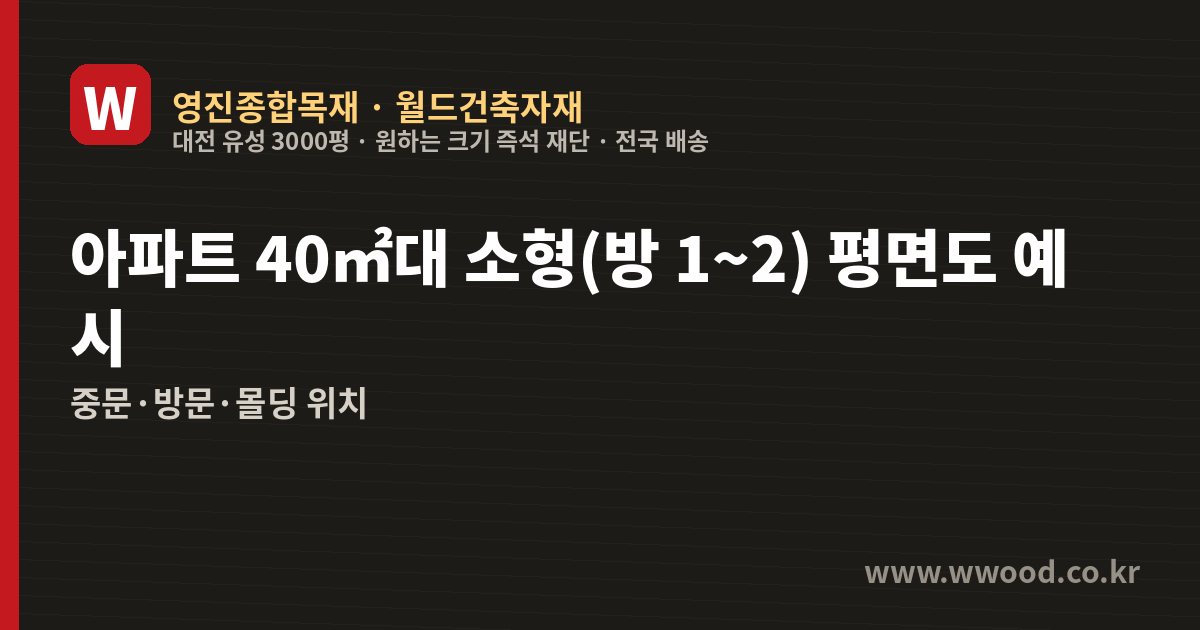 W
영진종합목재 · 월드건축자재
대전 유성 3000평 · 원하는 크기 즉석 재단 · 전국 배송
아파트 40㎡대 소형(방 1~2) 평면도 예
시
중문·방문·몰딩 위치
www.wwood.co.kr